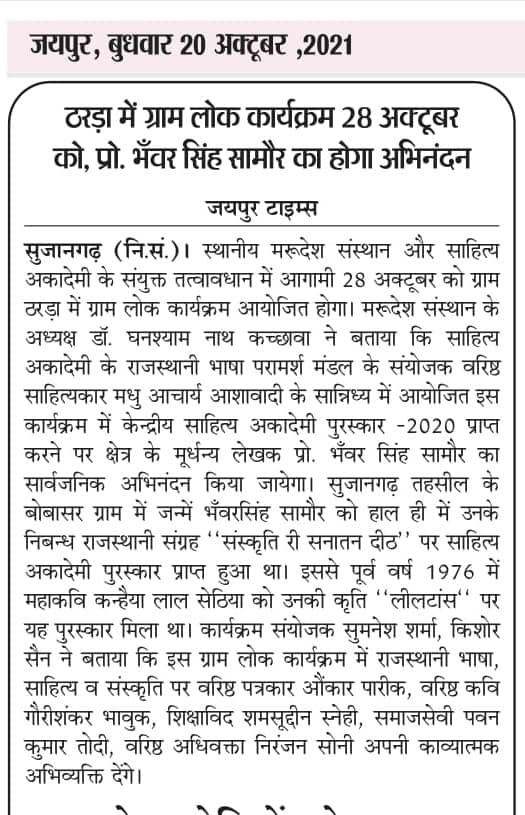 जयपुर, बुधवार 20 अक्टूबर ,2021
ठरड़ा में ग्राम लोक कार्यक्रम 28 अक्टूबर
को, प्रो. भँवर सिंह सामौर का होगा अभिनंदन
जयपुर टाइम्स
सुजानगढ़ (नि.सं.)। स्थानीय मरूदेश संस्थान और साहित्य
अकादेमी के संयुक्त तत्वावधान में आगामी 28 अक्टूबर को ग्राम
ठरड़ा में ग्राम लोक कार्यक्रम आयोजित होगा। मरूदेश संस्थान के
अध्यक्ष डॉ. घनश्याम नाथ कच्छावा ने बताया कि साहित्य
अकादेमी के राजस्थानी भाषा परामर्श मंडल के संयोजक वरिष्ठ
साहित्यकार मधु आचार्य आशावादी के सान्निध्य में आयोजित इस
कार्यक्रम में केन्द्रीय साहित्य अकादेमी पुरस्कार -2020 प्राप्त
करने पर क्षेत्र के मूर्धन्य लेखक प्रो. भँवर सिंह सामौर का
सार्वजनिक अभिनंदन किया जायेगा। सुजानगढ़ तहसील के
बोबासर ग्राम में जन्में भँवरसिंह सामौर को हाल ही में उनके
निबन्ध राजस्थानी संग्रह ''संस्कृति री सनातन दीठ'' पर साहित्य
अकादेमी पुरस्कार प्राप्त हुआ था। इससे पूर्व वर्ष 1976 में
महाकवि कन्हैया लाल सेठिया को उनकी कृति ''लीलटांस'' पर
यह पुरस्कार मिला था। कार्यक्रम संयोजक सुमनेश शर्मा, किशोर
सैन ने बताया कि इस ग्राम लोक कार्यक्रम में राजस्थानी भाषा,
साहित्य व संस्कृति पर वरिष्ठ पत्रकार औंकार पारीक, वरिष्ठ कवि
गौरीशंकर भावुक, शिक्षाविद शमसूद्दीन स्नेही, समाजसेवी पवन
कुमार तोदी, वरिष्ठ अधिवक्ता निरंजन सोनी अपनी काव्यात्मक
अभिव्यक्ति देंगे।